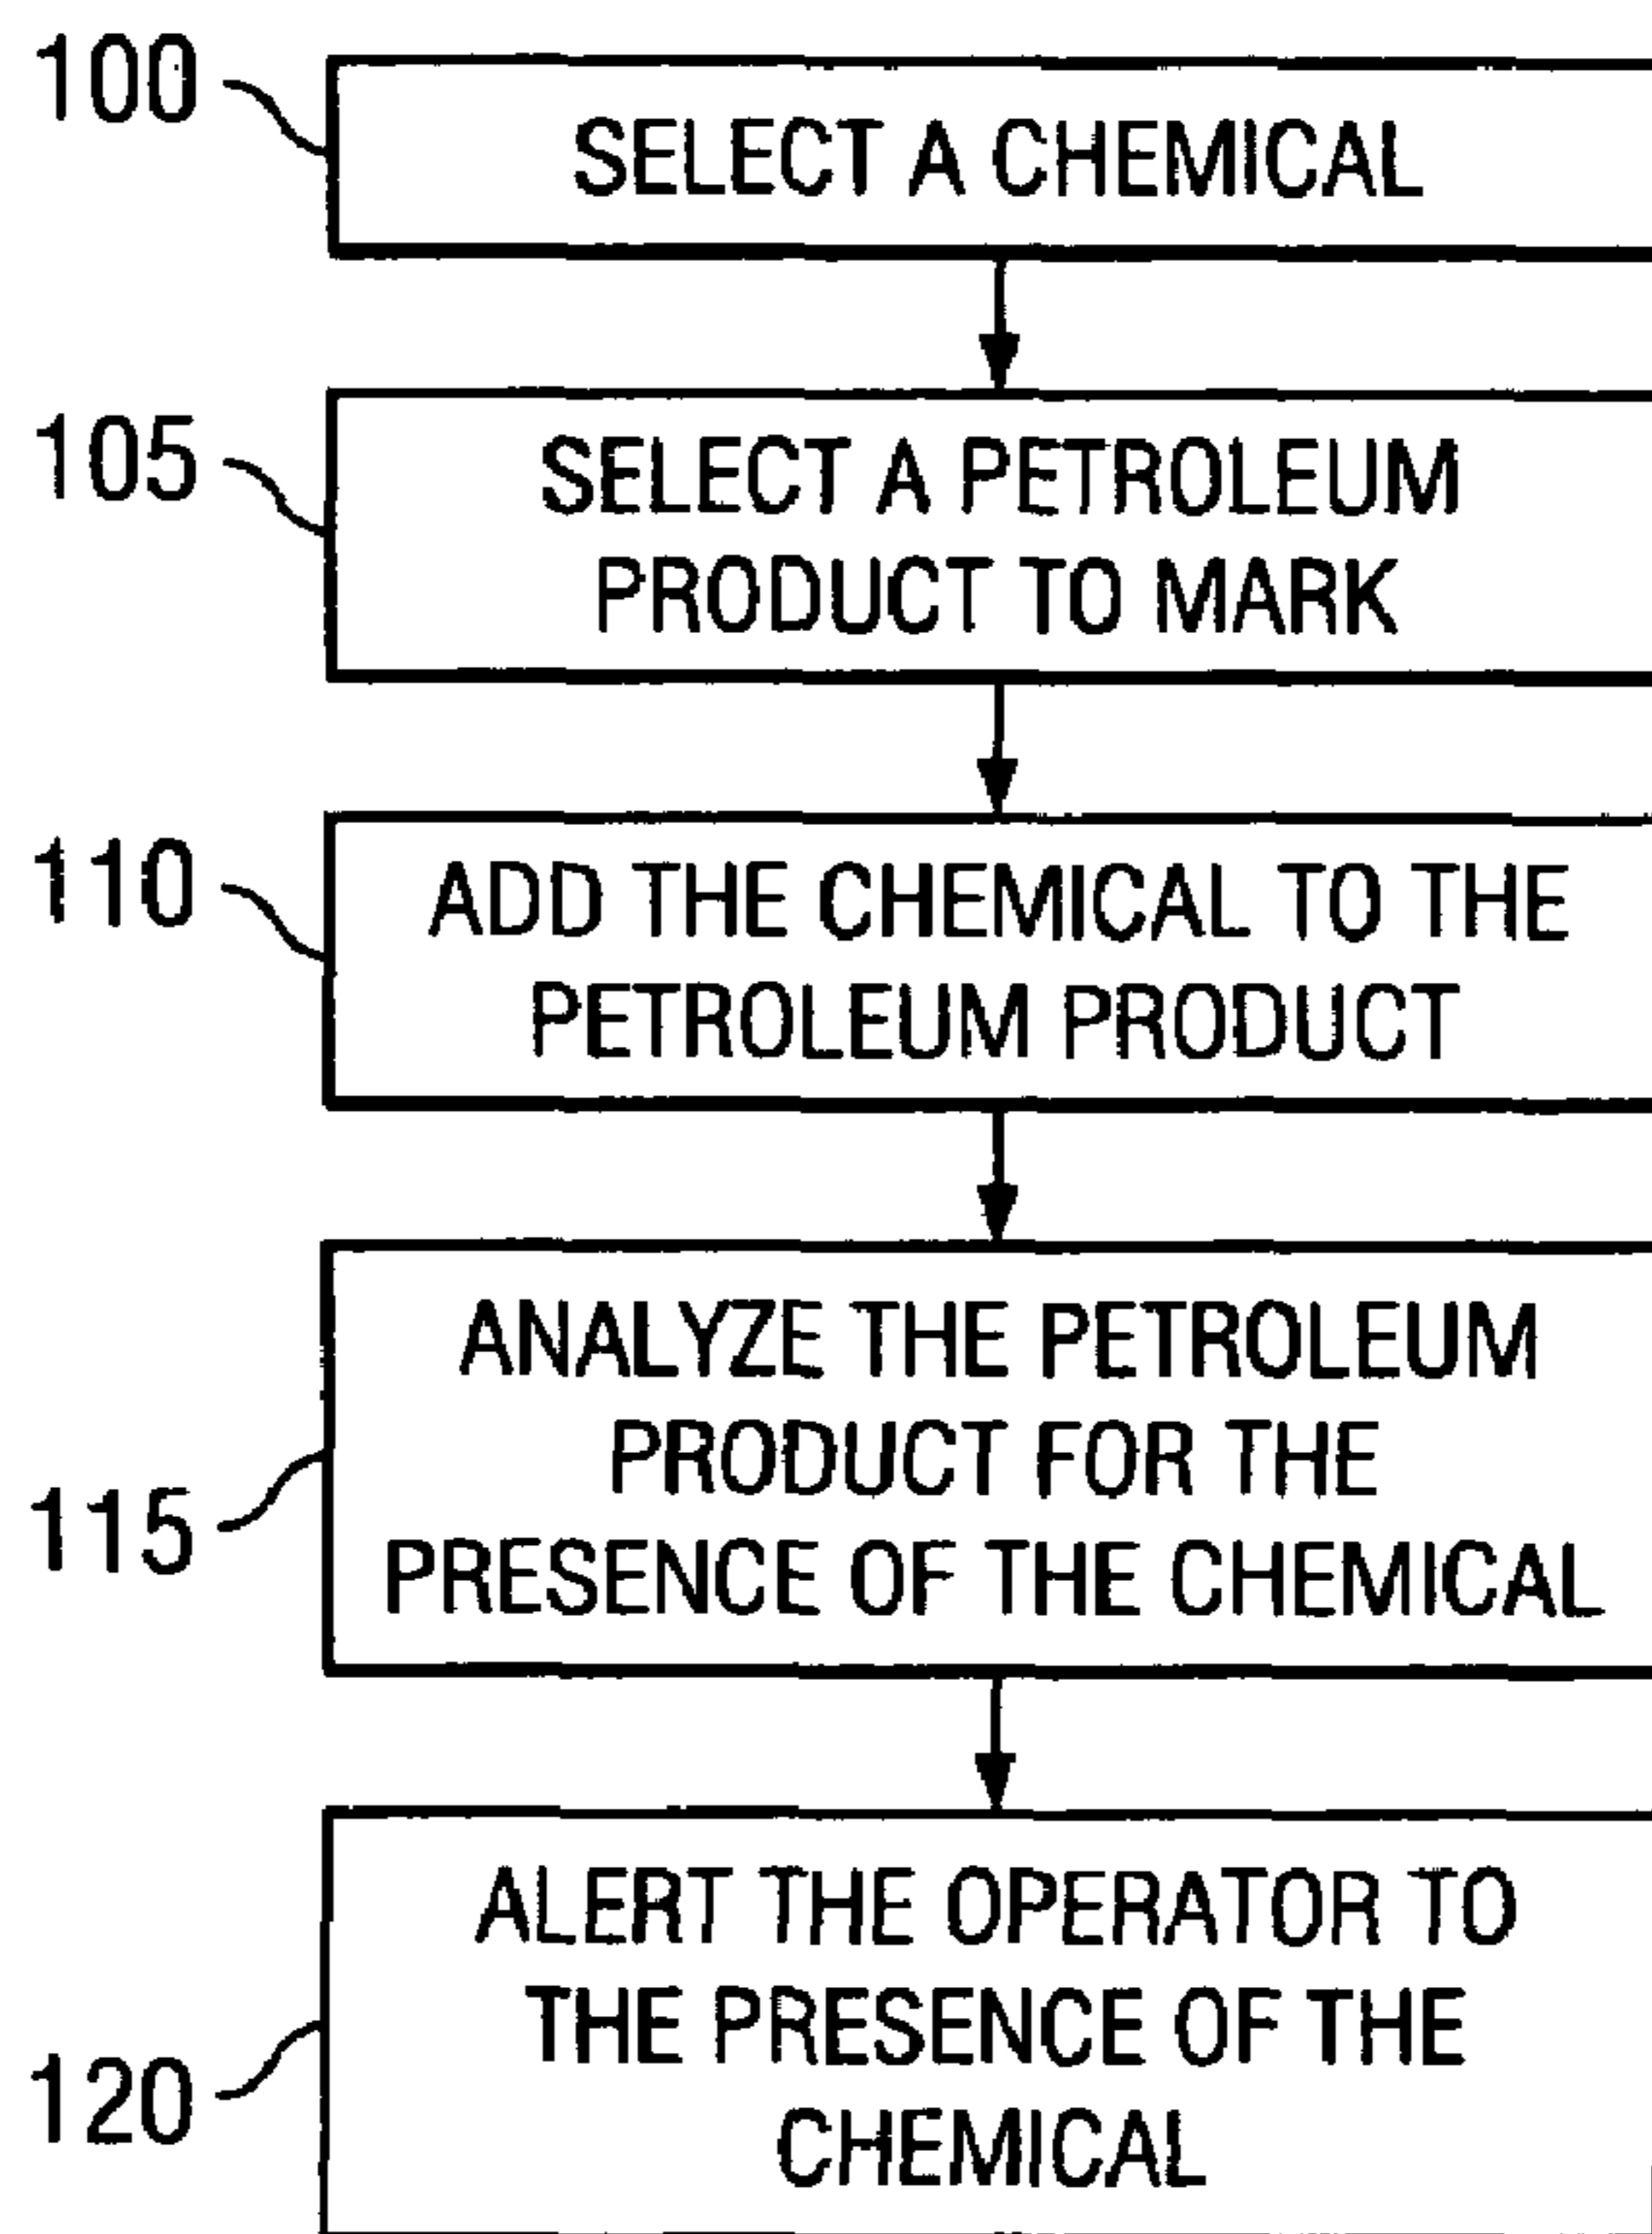 100
SELECT A CHEMICAL
105
SELECT A PETROLEUM
PRODUCT TO MARK
110
ADD THE CHEMICAL TO THE
PETROLEUM PRODUCT
115
ANALYZE THE PETROLEUM
PRODUCT FOR THE
PRESENCE OF THE CHEMICAL
120
ALERT THE OPERATOR TO
THE PRESENCE OF THE
CHEMICAL